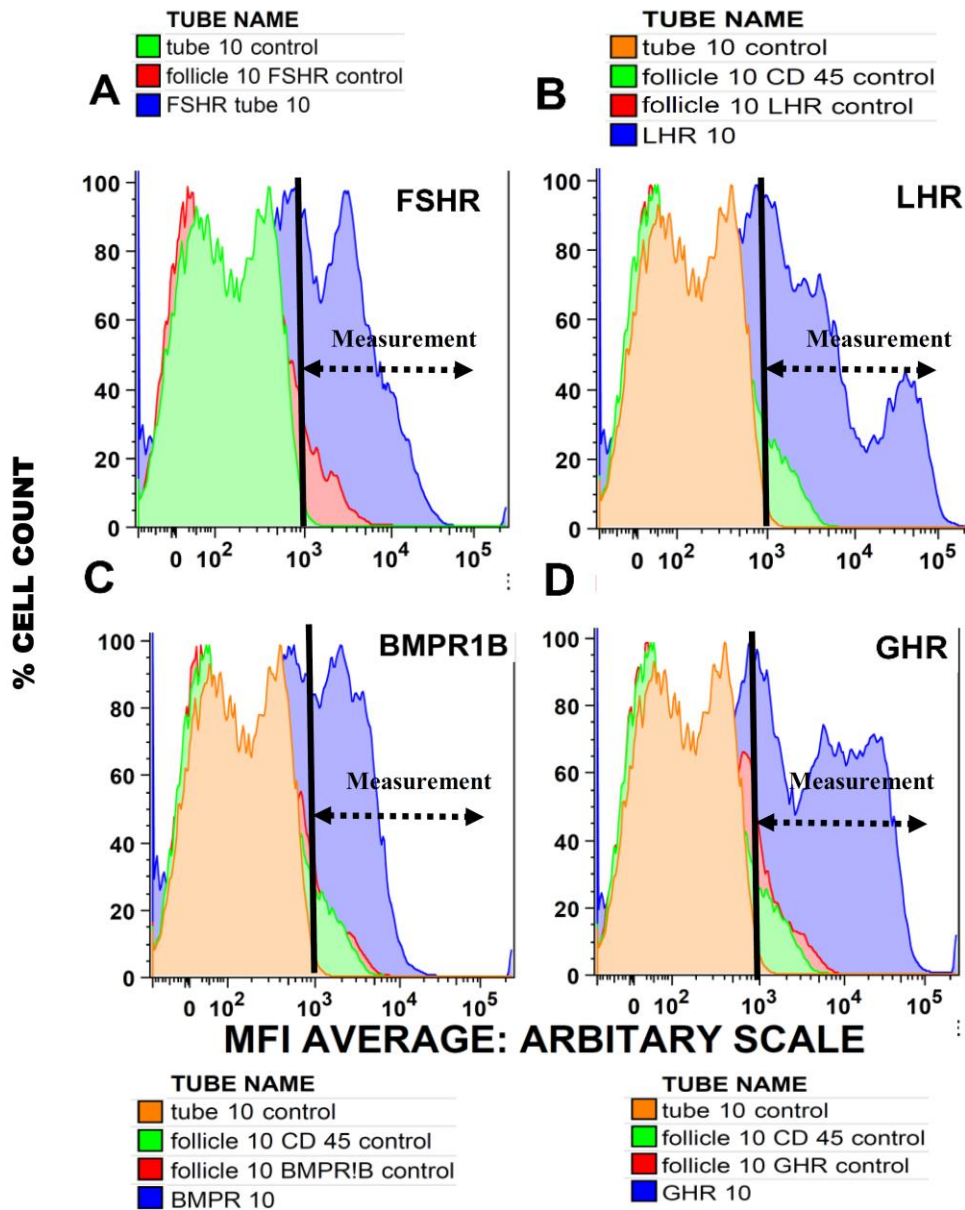 TUBE NAME
tube 10 control
follicle 10 FSHR control
FSHR tube 10
A
TUBE NAME
tube 10 control
follicle 10 CD 45 control
follicle 10 LHR control
LHR 10
B
FSHR
100
80
60
40
20
0
Measurement
0 10² 10³ 10⁴ 10⁵
LHR
100
80
60
40
20
0
Measurement
0 10² 10³ 10⁴ 10⁵
% CELL COUNT
C
BMPR1B
100
80
60
40
20
0
Measurement
0 10² 10³ 10⁴ 10⁵
D
GHR
100
80
60
40
20
0
Measurement
0 10² 10³ 10⁴ 10⁵
MFI AVERAGE: ARBITARY SCALE
TUBE NAME
tube 10 control
follicle 10 CD 45 control
follicle 10 BMPR!B control
BMPR 10
TUBE NAME
tube 10 control
follicle 10 CD 45 control
follicle 10 GHR control
GHR 10